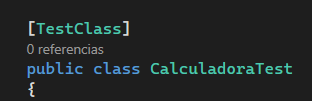 [TestClass]
0 referencias
public class CalculadoraTest
{